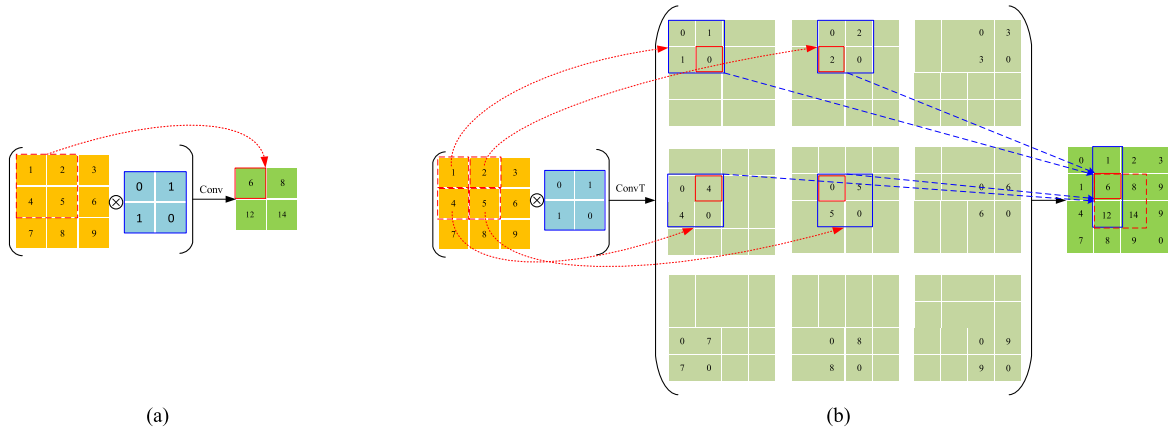 1 2 3
4 5 6
7 8 9
⊗
0 1
1 0
Conv
6 8
12 14
(a)
1 2 3
4 5 6
7 8 9
⊗
0 1
1 0
ConvT
0 1
1 0
0 2
2 0
0 3
3 0
0 4
4 0
0 5
5 0
0 6
6 0
0 7
7 0
0 8
8 0
0 9
9 0
0 1 2 3
1 6 8 9
4 12 14 9
7 8 9 0
(b)